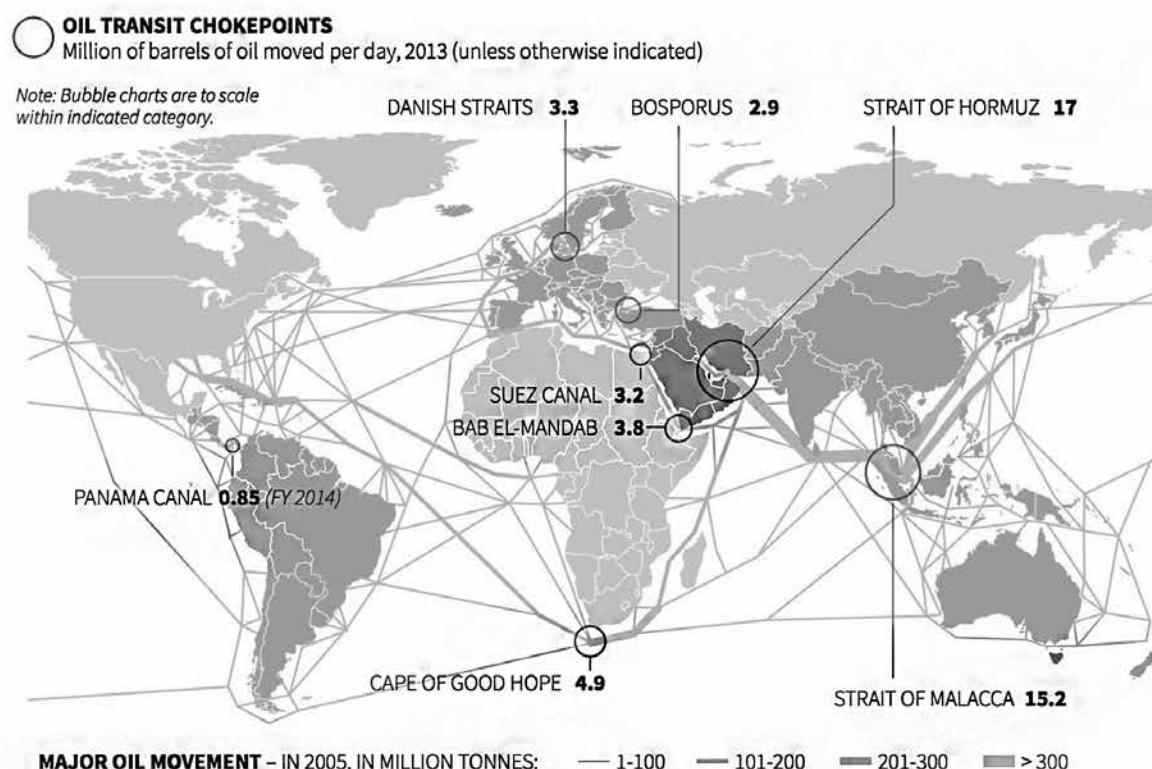 OIL TRANSIT CHOKEPOINTS
Million of barrels of oil moved per day, 2013 (unless otherwise indicated)
Note: Bubble charts are to scale
within indicated category.
DANISH STRAITS 3.3
BOSPORUS 2.9
STRAIT OF HORMUZ 17
SUEZ CANAL 3.2
BAB EL-MANDAB 3.8
PANAMA CANAL 0.85 (FY 2014)
CAPE OF GOOD HOPE 4.9
STRAIT OF MALACCA 15.2
MAJOR OIL MOVEMENT – IN 2005, IN MILLION TONNES: 1-100 101-200 201-300 > 300